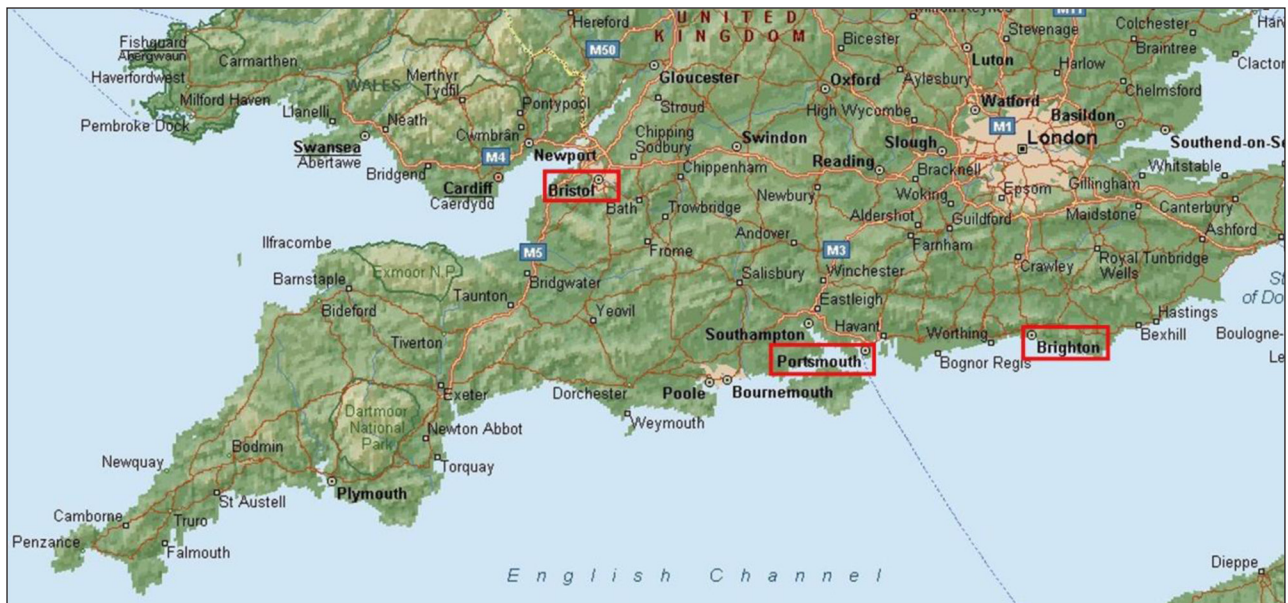 UNITED
KINGDOM
Hereford
M50
Bicester
Stevenage
M11
Colchester
Braintree
Fishguard
Abergwaun
Carmarthen
Haverfordwest
WALES
Merthyr
Tydfil
Gloucester
Oxford
Aylesbury
Luton
Harlow
Clacton
Milford Haven
Llanelli
Neath
Pontypool
Stroud
High Wycombe
Watford
Chelmsford
Basildon
Pembroke Dock
Swansea
Abertawe
Cwmbrân
Chipping
Sodbury
Swindon
Slough
M1
London
Southend-on-Se
M4
Newport
Bridgend
Cardiff
Caerdydd
Bristol
Chippenham
Reading
Bracknell
Whitstable
Bath
Trowbridge
Newbury
Woking
Epsom
Gillingham
Canterbury
Aldershot
Guildford
Maidstone
Ilfracombe
M5
Frome
Andover
M3
Farnham
Ashford
Barnstaple
Exmoor N.P.
Bridgwater
Salisbury
Winchester
Crawley
Royal Tunbridge
Wells
Bideford
Taunton
Yeovil
Eastleigh
St
of Do
Tiverton
Southampton
Havant
Worthing
Hastings
Bexhill
Boulogne-
Le
Portsmouth
Brighton
Bognor Regis
Exeter
Dorchester
Poole
Bournemouth
Dartmoor
National
Park
Weymouth
Newton Abbot
Bodmin
Newquay
Torquay
Plymouth
St Austell
Camborne
Truro
Penzance
Falmouth
English Channel
Dieppe